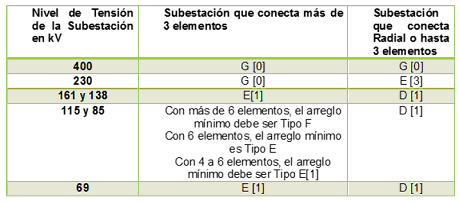 Nivel de Tensión de la Subestación en kV
Subestación que conecta más de 3 elementos
Subestación que conecta Radial o hasta 3 elementos
400 G [0] G [0]
230 G [0] E [3]
161 y 138 E[1] D [1]
115 y 85
Con más de 6 elementos, el arreglo
mínimo debe ser Tipo F
Con 6 elementos, el arreglo mínimo
es Tipo E
Con 4 a 6 elementos, el arreglo
mínimo debe ser Tipo E[1]
D [1]
69 E [1] D [1]